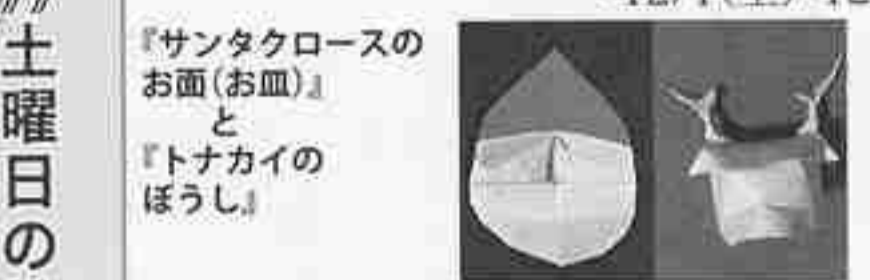 土曜日の
『サンタクロースの
お面（お皿）』
と
『トナカイの
ぼうし』